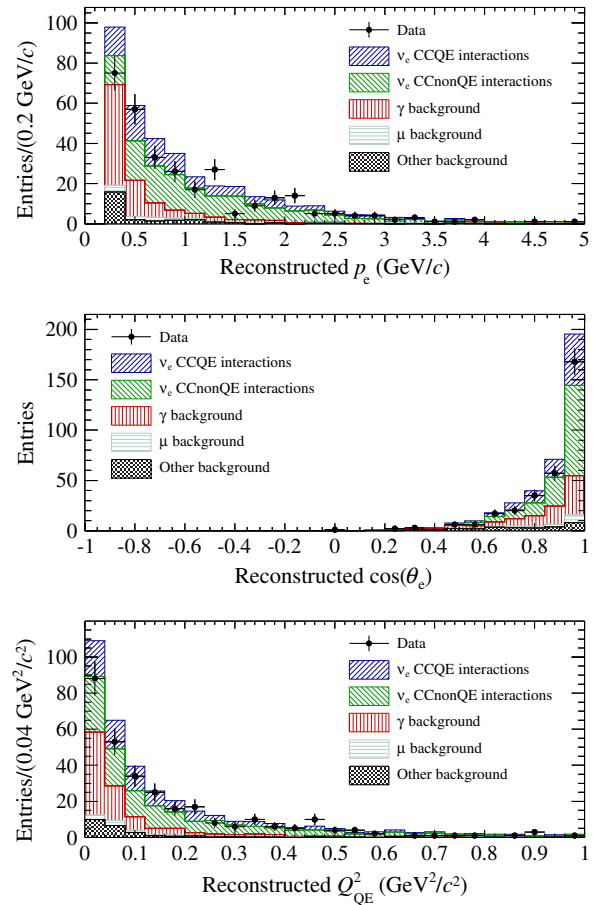 Entries/(0.2 GeV/c)
100
80
60
40
20
0
Data
νe CCQE interactions
νe CCnonQE interactions
γ background
μ background
Other background
0 0.5 1 1.5 2 2.5 3 3.5 4 4.5 5
Reconstructed pe (GeV/c)
Entries
200
150
100
50
0
Data
νe CCQE interactions
νe CCnonQE interactions
γ background
μ background
Other background
-1 -0.8 -0.6 -0.4 -0.2 0 0.2 0.4 0.6 0.8 1
Reconstructed cos(θe)
Entries/(0.04 GeV²/c²)
100
80
60
40
20
0
Data
νe CCQE interactions
νe CCnonQE interactions
γ background
μ background
Other background
0 0.1 0.2 0.3 0.4 0.5 0.6 0.7 0.8 0.9 1
Reconstructed Q²QE (GeV²/c²)